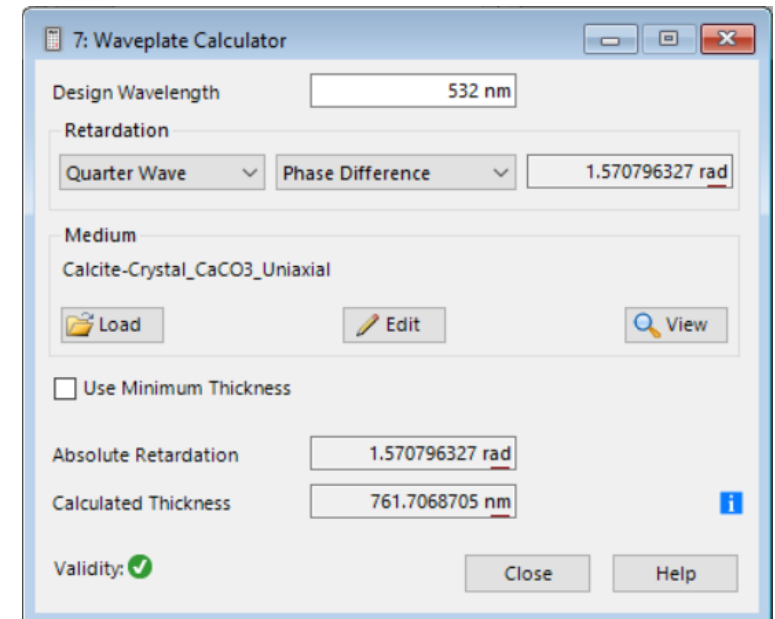 7: Waveplate Calculator
Design Wavelength 532 nm
Retardation
Quarter Wave Phase Difference 1.570796327 rad
Medium
Calcite-Crystal_CaCO3_Uniaxial
Load Edit View
Use Minimum Thickness
Absolute Retardation 1.570796327 rad
Calculated Thickness 761.7068705 nm
Validity: Close Help